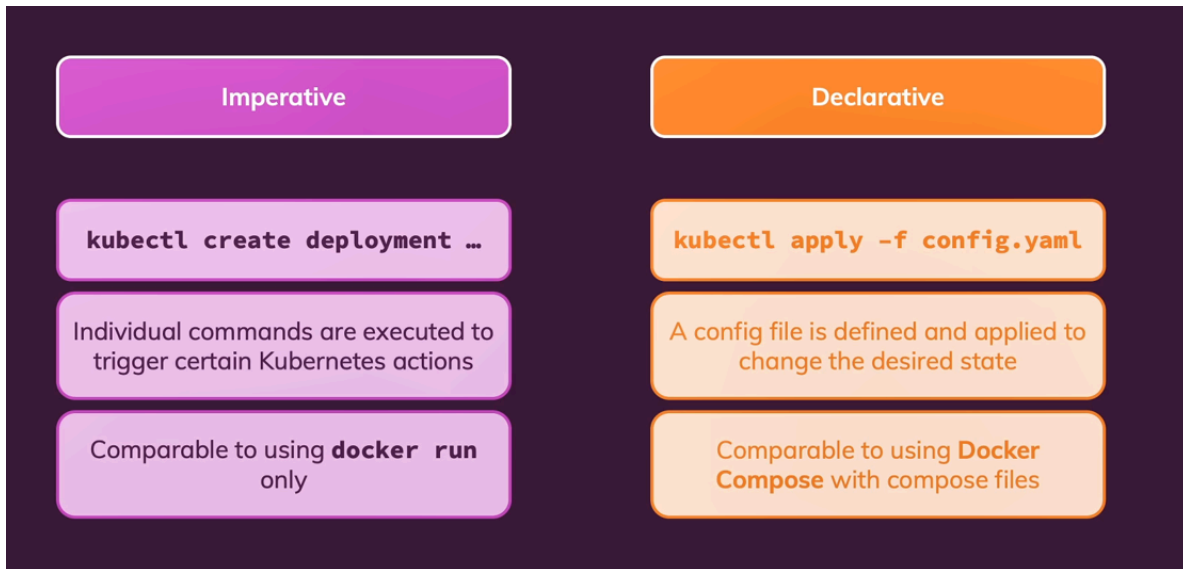 Imperative
kubectl create deployment …
Individual commands are executed to
trigger certain Kubernetes actions
Comparable to using docker run
only
Declarative
kubectl apply -f config.yaml
A config file is defined and applied to
change the desired state
Comparable to using Docker
Compose with compose files